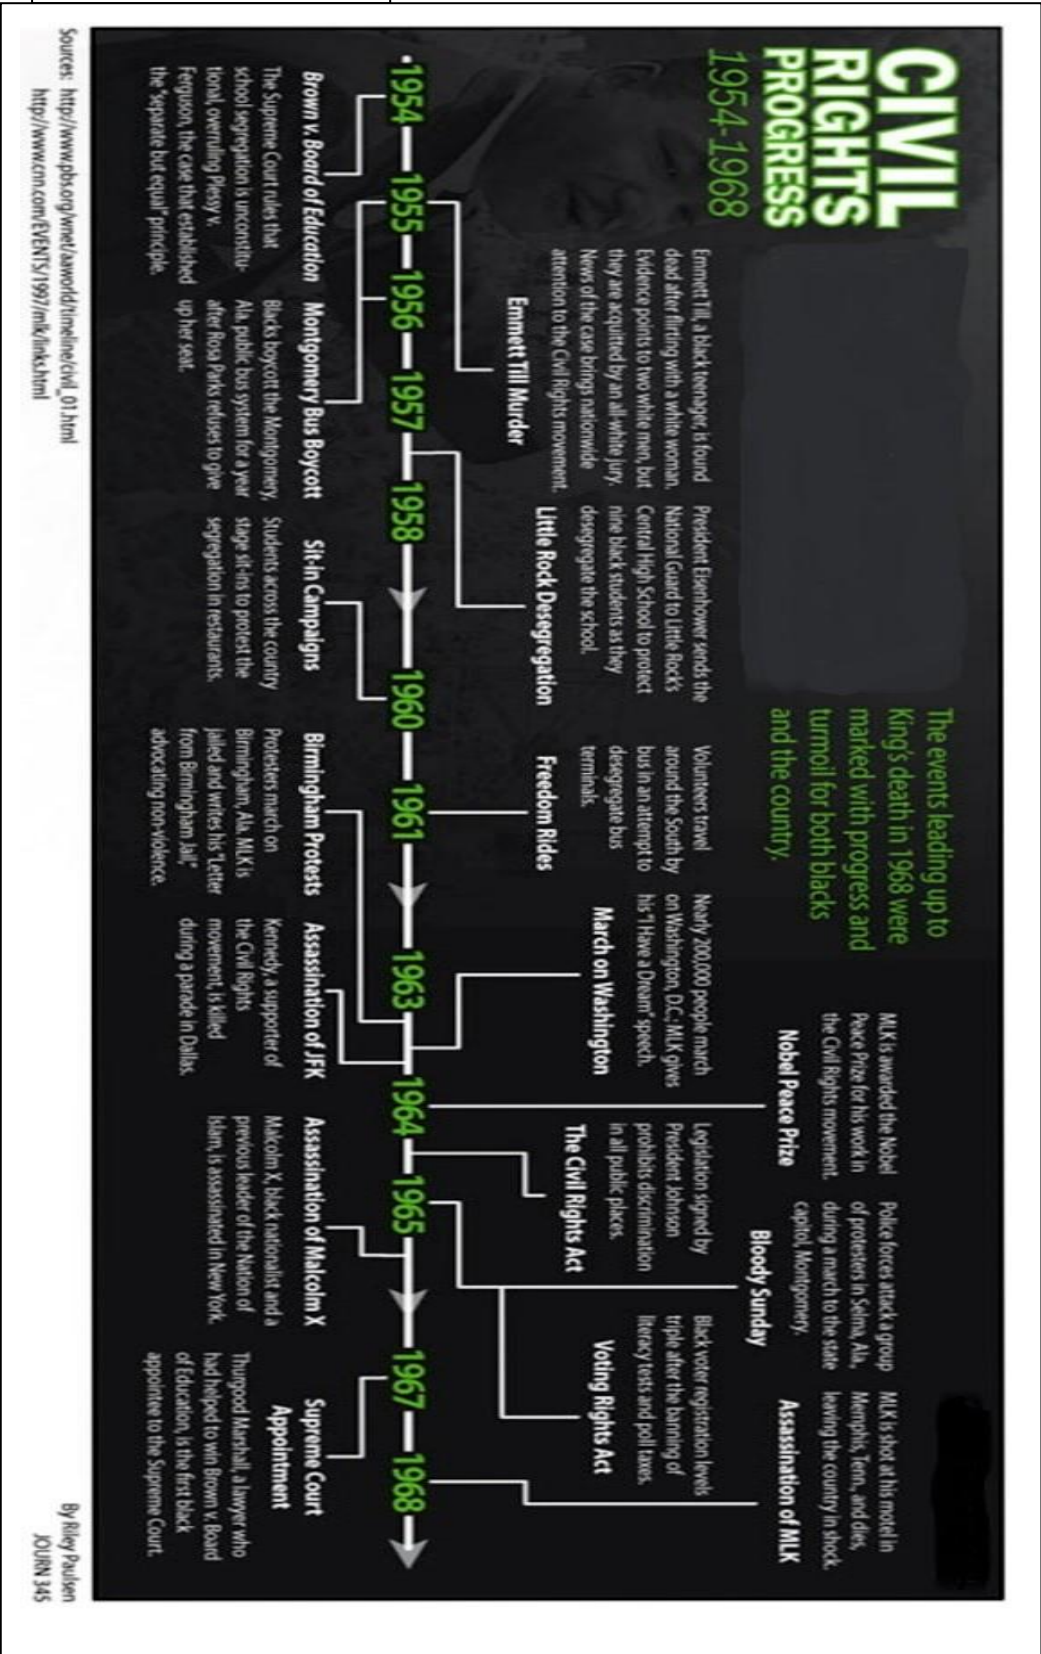 CIVIL
RIGHTS
PROGRESS
1954-1968
The events leading up to
King's death in 1968 were
marked with progress and
turmoil for both blacks
and the country.
MLK is awarded the Nobel
Peace Prize for his work in
the Civil Rights movement.
Nobel Peace Prize
Police forces attack a group
of protesters in Selma, Ala.,
during a march to the state
capitol, Montgomery.
Bloody Sunday
MLK is shot at his motel in
Memphis, Tenn., and dies,
leaving the country in shock.
Assassination of MLK
Emmett Till, a black teenager, is found
dead after flirting with a white woman.
Evidence points to two white men, but
they are acquitted by an all-white jury.
News of the case brings nationwide
attention to the Civil Rights movement.
Emmett Till Murder
President Eisenhower sends the
National Guard to Little Rock's
Central High School to protect
nine black students as they
desegregate the school.
Little Rock Desegregation
Volunteers travel
around the South by
bus in an attempt to
desegregate bus
terminals.
Freedom Rides
Nearly 200,000 people march
on Washington, D.C.; MLK gives
his "I Have a Dream" speech.
March on Washington
Legislation signed by
President Johnson
prohibits discrimination
in all public places.
The Civil Rights Act
Black voter registration levels
triple after the banning of
literacy tests and poll taxes.
Voting Rights Act
1954 1955 1956 1957 1958 1960 1961 1963 1964 1965 1967 1968
Brown v. Board of Education
The Supreme Court rules that
school segregation is unconstitu-
tional, overruling Plessy v.
Ferguson, the case that established
the "separate but equal" principle.
Montgomery Bus Boycott
Blacks boycott the Montgomery,
Ala. public bus system for a year
after Rosa Parks refuses to give
up her seat.
Sit-In Campaigns
Students across the country
stage sit-ins to protest the
segregation in restaurants.
Birmingham Protests
Protesters march on
Birmingham, Ala. MLK is
jailed and writes his "Letter
from Birmingham Jail,"
advocating non-violence.
Assassination of JFK
Kennedy, a supporter of
the Civil Rights
movement, is killed
during a parade in Dallas.
Assassination of Malcolm X
Malcolm X, black nationalist and a
previous leader of the Nation of
Islam, is assassinated in New York.
Supreme Court
Appointment
Thurgood Marshall, a lawyer who
had helped to win Brown v. Board
of Education, is the first black
appointee to the Supreme Court.
Sources: http://www.pbs.org/wnet/aaworld/timeline/civil_01.html
http://www.cnn.com/EVENTS/1997/mlk/links.html
By Riley Paulsen
JOURN 345